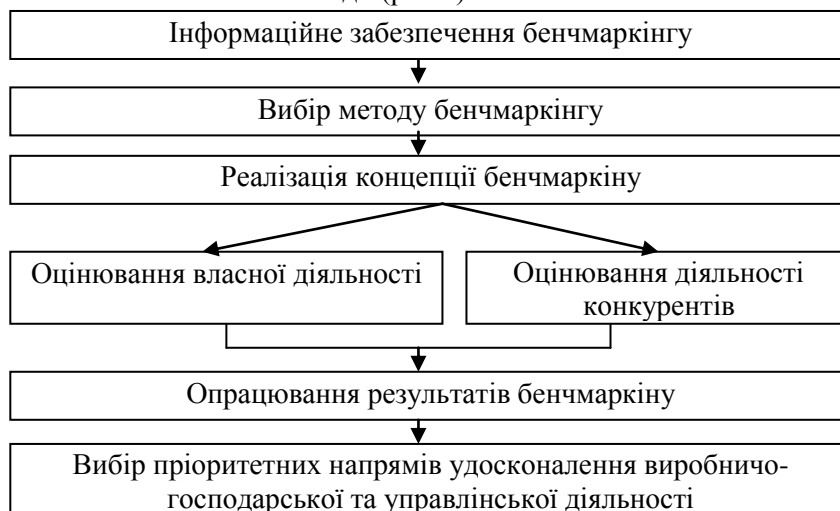 Інформаційне забезпечення бенчмаркінгу
Вибір методу бенчмаркінгу
Реалізація концепції бенчмаркіну
Оцінювання власної діяльності
Оцінювання діяльності
конкурентів
Опрацювання результатів бенчмаркіну
Вибір пріоритетних напрямів удосконалення виробничо-
господарської та управлінської діяльності